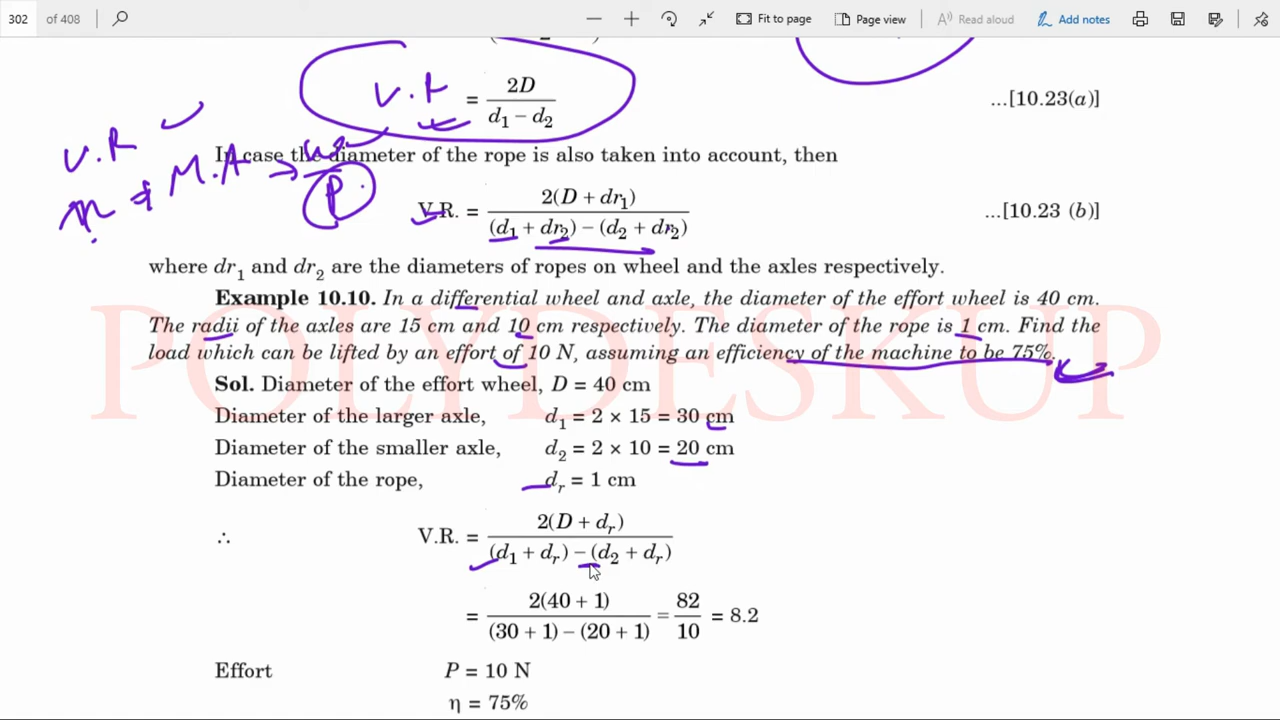 302 of 408 Fit to page Page view Read aloud Add notes
V.R = 2D / d₁ − d₂ ...[10.23(a)]
V.R
In case the diameter of the rope is also taken into account, then
η & M.A → W / P
V.R. = 2(D + dr₁) / (d₁ + dr₂) − (d₂ + dr₂) ...[10.23 (b)]
where dr₁ and dr₂ are the diameters of ropes on wheel and the axles respectively.
Example 10.10. In a differential wheel and axle, the diameter of the effort wheel is 40 cm.
The radii of the axles are 15 cm and 10 cm respectively. The diameter of the rope is 1 cm. Find the
load which can be lifted by an effort of 10 N, assuming an efficiency of the machine to be 75%.
POLYDESKUP
Sol. Diameter of the effort wheel, D = 40 cm
Diameter of the larger axle, d₁ = 2 × 15 = 30 cm
Diameter of the smaller axle, d₂ = 2 × 10 = 20 cm
Diameter of the rope, dᵣ = 1 cm
∴ V.R. = 2(D + dᵣ) / (d₁ + dᵣ) − (d₂ + dᵣ)
= 2(40 + 1) / (30 + 1) − (20 + 1) = 82 / 10 = 8.2
Effort P = 10 N
η = 75%